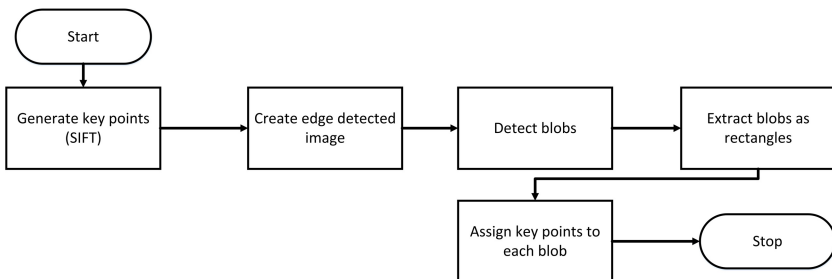 Start
Generate key points
(SIFT)
Create edge detected
image
Detect blobs
Extract blobs as
rectangles
Assign key points to
each blob
Stop